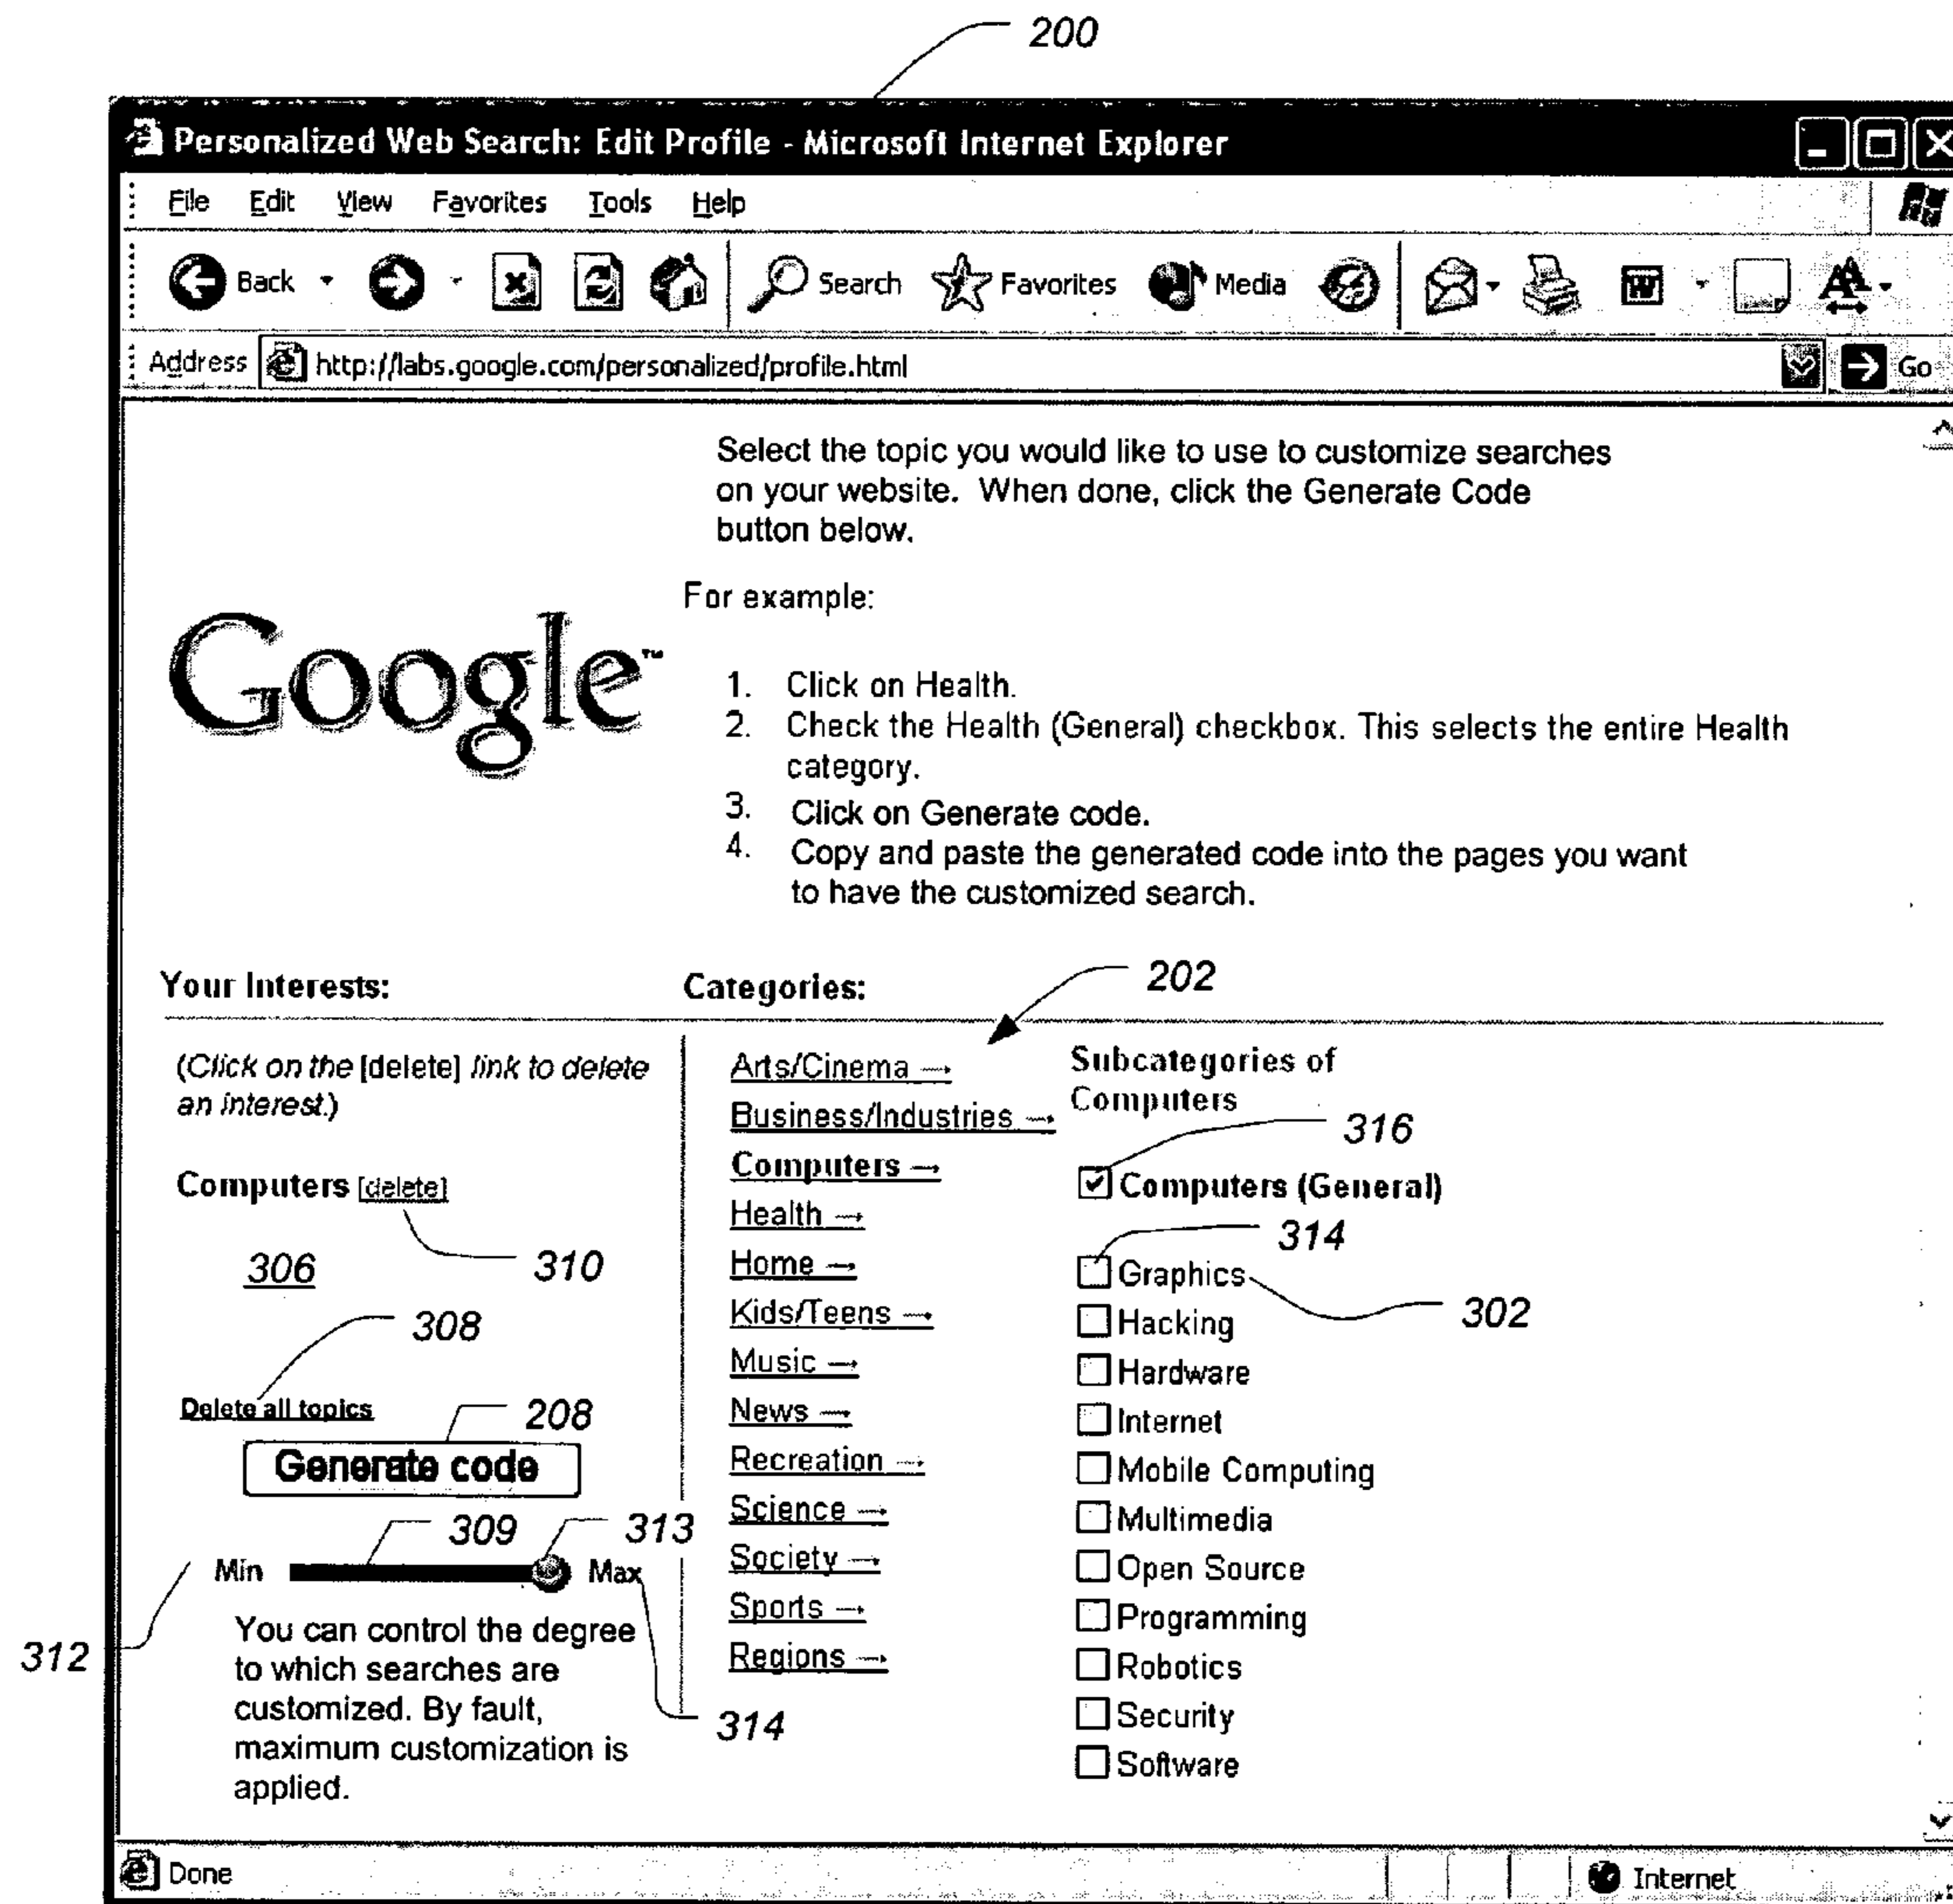 200
Personalized Web Search: Edit Profile - Microsoft Internet Explorer
File Edit View Favorites Tools Help
Back Search Favorites Media
Address http://labs.google.com/personalized/profile.html Go
Select the topic you would like to use to customize searches
on your website. When done, click the Generate Code
button below.
For example:
Google™
1. Click on Health.
2. Check the Health (General) checkbox. This selects the entire Health
category.
3. Click on Generate code.
4. Copy and paste the generated code into the pages you want
to have the customized search.
Your Interests:
(Click on the [delete] link to delete
an interest.)
Computers [delete]
306
310
308
Delete all topics
208
Generate code
309
313
Min Max
312
314
You can control the degree
to which searches are
customized. By fault,
maximum customization is
applied.
Categories:
202
Arts/Cinema →
Business/Industries →
Computers →
Health →
Home →
Kids/Teens →
Music →
News →
Recreation →
Science →
Society →
Sports →
Regions →
Subcategories of
Computers
316
Computers (General)
314
Graphics
302
Hacking
Hardware
Internet
Mobile Computing
Multimedia
Open Source
Programming
Robotics
Security
Software
Done Internet